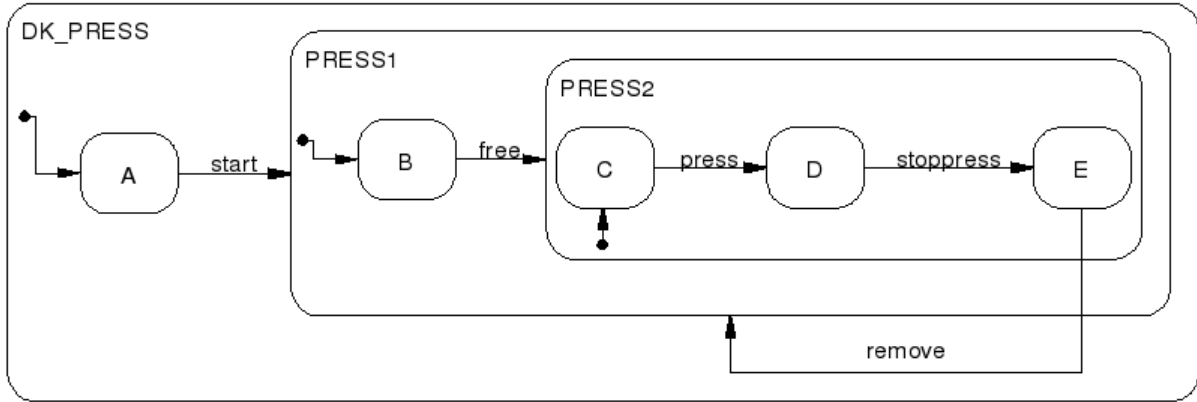 DK_PRESS
PRESS1
PRESS2
A
start
B
free
C
press
D
stoppress
E
remove